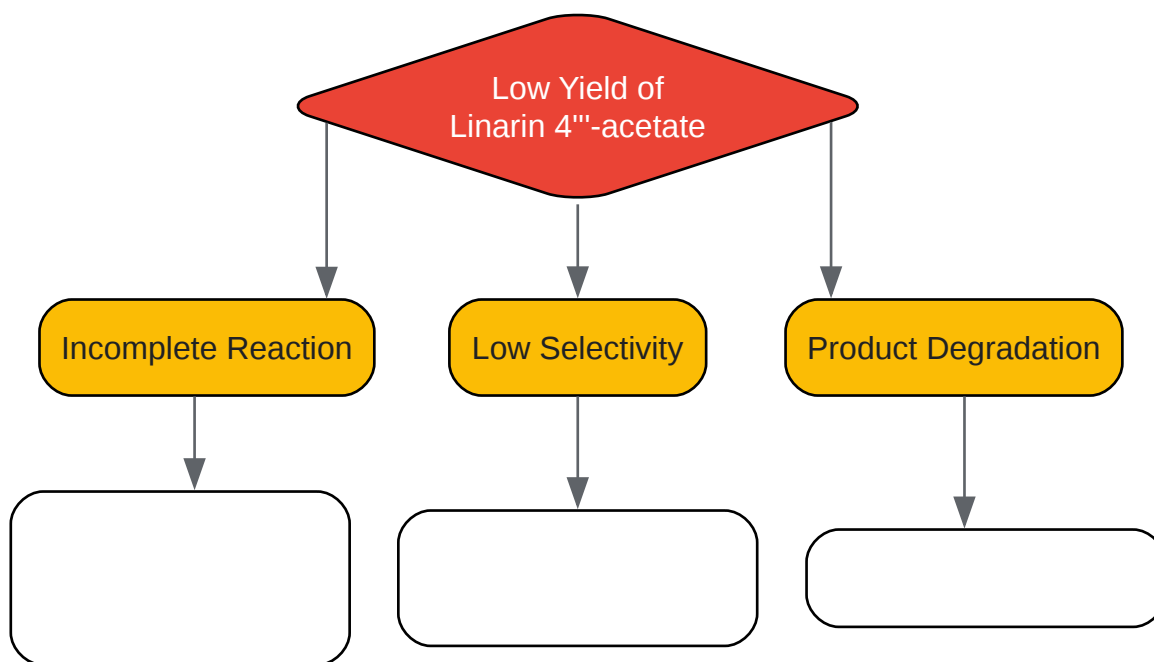 Low Yield of
Linarin 4'''-acetate
Incomplete Reaction
Low Selectivity
Product Degradation